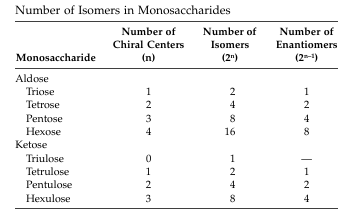 Number of Isomers in Monosaccharides
Monosaccharide Number of Chiral Centers (n) Number of Isomers (2ⁿ) Number of Enantiomers (2ⁿ⁻¹)
Aldose
Triose 1 2 1
Tetrose 2 4 2
Pentose 3 8 4
Hexose 4 16 8
Ketose
Triulose 0 1 —
Tetrulose 1 2 1
Pentulose 2 4 2
Hexulose 3 8 4